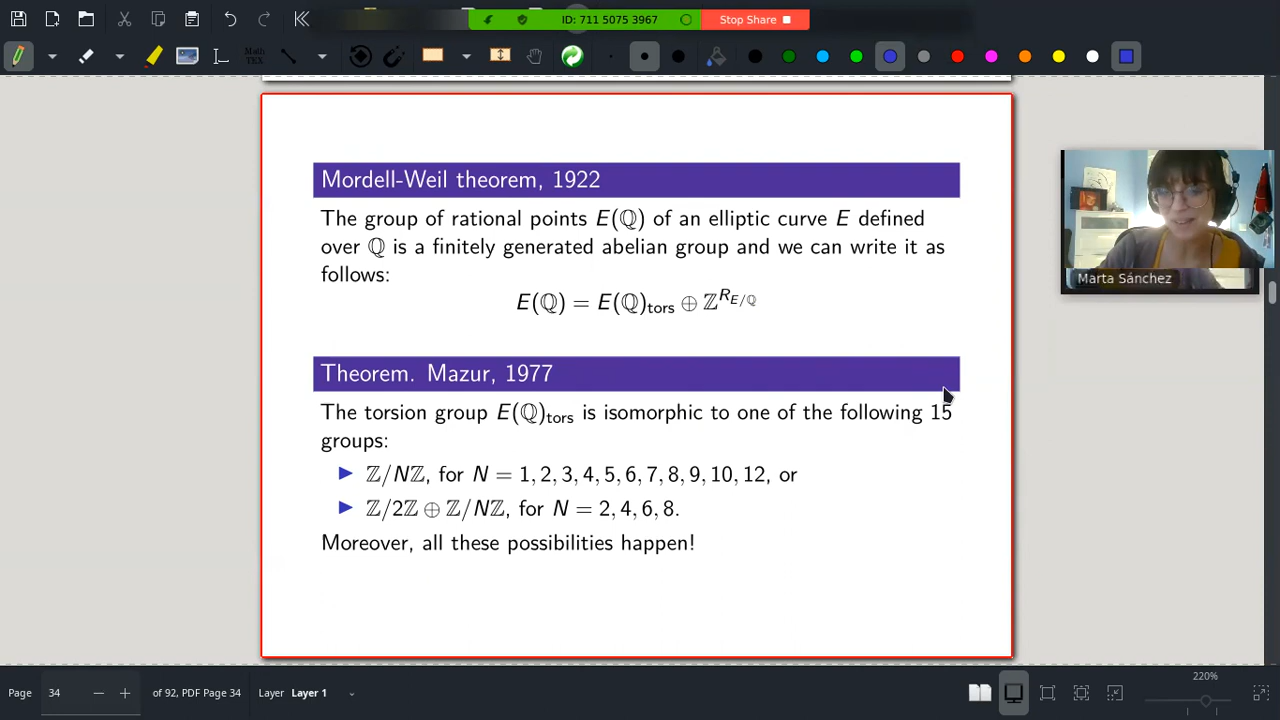 ID: 711 5075 3967
Stop Share
Math
TEX
Mordell-Weil theorem, 1922
The group of rational points E(ℚ) of an elliptic curve E defined
over ℚ is a finitely generated abelian group and we can write it as
follows:
E(ℚ) = E(ℚ)tors ⊕ ℤ^R_E/ℚ
Theorem. Mazur, 1977
The torsion group E(ℚ)tors is isomorphic to one of the following 15
groups:
▶ ℤ/Nℤ, for N = 1, 2, 3, 4, 5, 6, 7, 8, 9, 10, 12, or
▶ ℤ/2ℤ ⊕ ℤ/Nℤ, for N = 2, 4, 6, 8.
Moreover, all these possibilities happen!
Marta Sánchez
Page 34 of 92, PDF Page 34 Layer Layer 1 220%